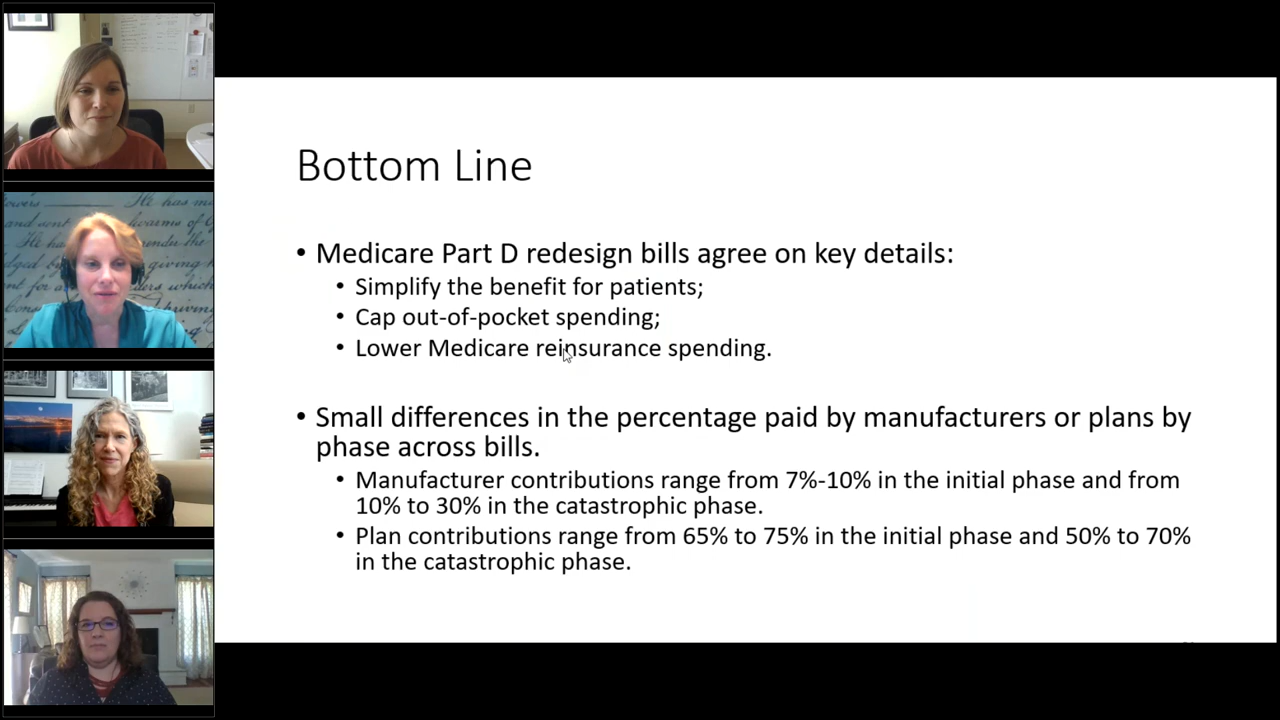 Bottom Line
• Medicare Part D redesign bills agree on key details:
• Simplify the benefit for patients;
• Cap out-of-pocket spending;
• Lower Medicare reinsurance spending.
• Small differences in the percentage paid by manufacturers or plans by
phase across bills.
• Manufacturer contributions range from 7%-10% in the initial phase and from
10% to 30% in the catastrophic phase.
• Plan contributions range from 65% to 75% in the initial phase and 50% to 70%
in the catastrophic phase.